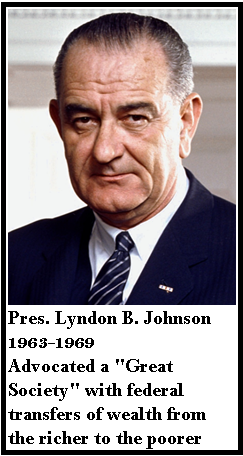 Pres. Lyndon B. Johnson
1963-1969
Advocated a "Great
Society" with federal
transfers of wealth from
the richer to the poorer